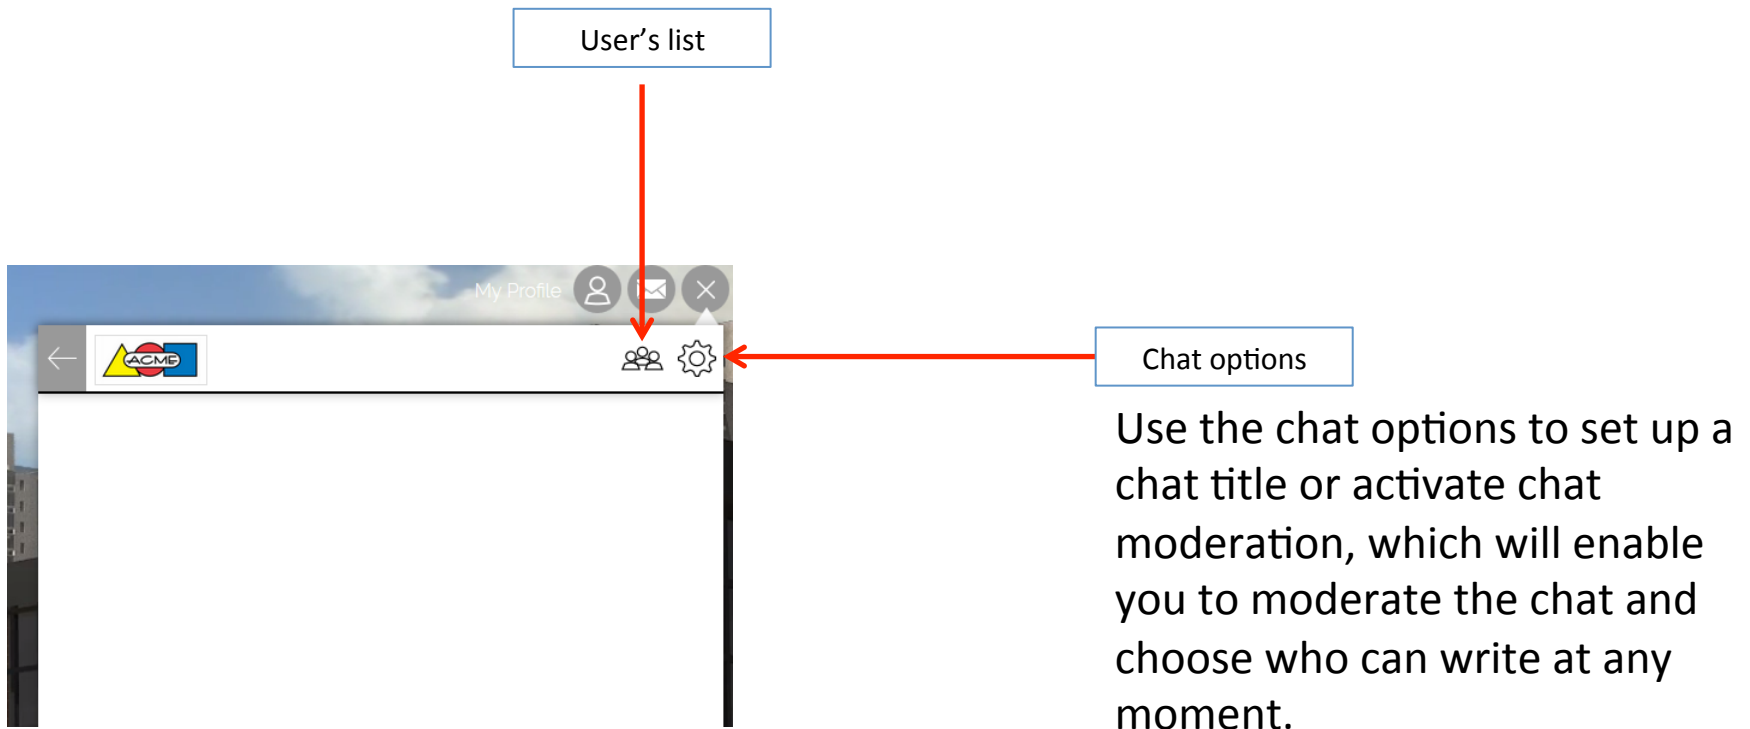 User’s list
My Profile
ACME
Chat options
Use the chat options to set up a
chat title or activate chat
moderation, which will enable
you to moderate the chat and
choose who can write at any
moment.